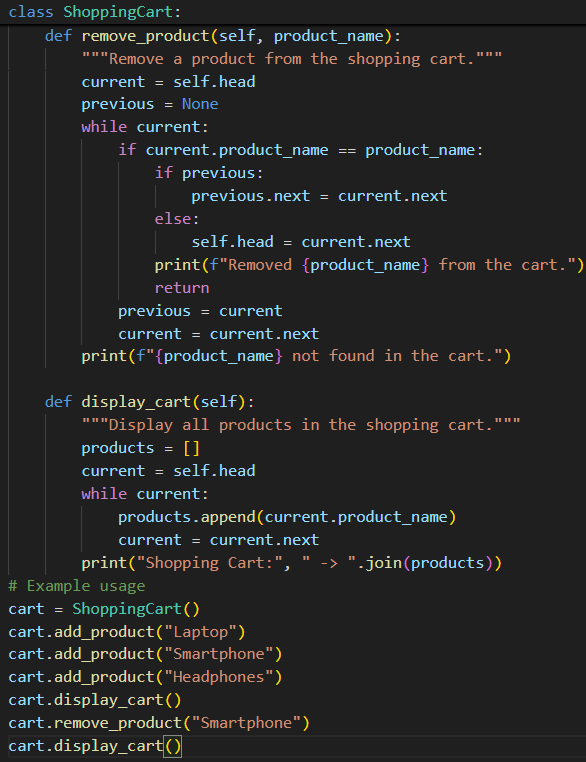 class ShoppingCart:
    def remove_product(self, product_name):
        """Remove a product from the shopping cart."""
        current = self.head
        previous = None
        while current:
            if current.product_name == product_name:
                if previous:
                    previous.next = current.next
                else:
                    self.head = current.next
                print(f"Removed {product_name} from the cart.")
                return
            previous = current
            current = current.next
        print(f"{product_name} not found in the cart.")

    def display_cart(self):
        """Display all products in the shopping cart."""
        products = []
        current = self.head
        while current:
            products.append(current.product_name)
            current = current.next
        print("Shopping Cart:", " -> ".join(products))
# Example usage
cart = ShoppingCart()
cart.add_product("Laptop")
cart.add_product("Smartphone")
cart.add_product("Headphones")
cart.display_cart()
cart.remove_product("Smartphone")
cart.display_cart()